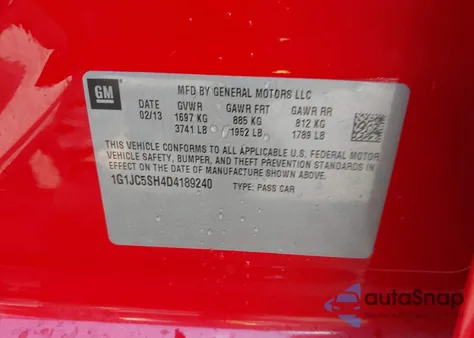 GM
MFD BY GENERAL MOTORS LLC
DATE GVWR GAWR FRT GAWR RR
02/13 1697 KG 885 KG 812 KG
3741 LB 1952 LB 1789 LB
THIS VEHICLE CONFORMS TO ALL APPLICABLE U.S. FEDERAL MOTOR
VEHICLE SAFETY, BUMPER, AND THEFT PREVENTION STANDARDS IN
EFFECT ON THE DATE OF MANUFACTURE SHOWN ABOVE.
1G1JC5SH4D4189240 TYPE: PASS CAR
autoSnap